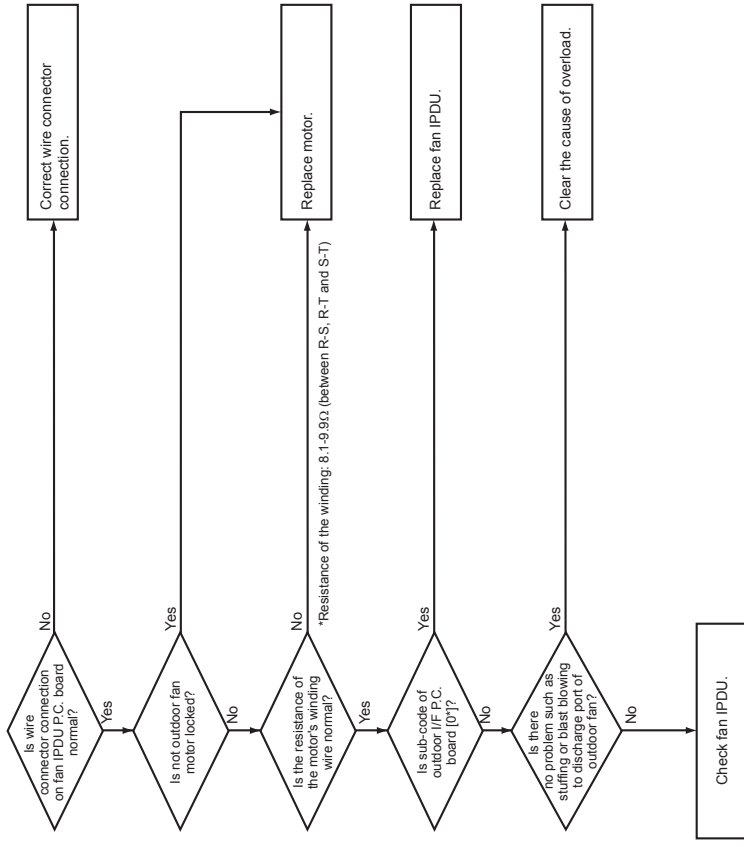 Is wire
connector connection
on fan IPDU P.C. board
normal?
No
Correct wire connector
connection.
Yes
Is not outdoor fan
motor locked?
Yes
No
Is the resistance of
the motor's winding
wire normal?
No
Replace motor.
*Resistance of the winding: 8.1-9.9Ω (between R-S, R-T and S-T)
Yes
Is sub-code of
outdoor I/F P.C.
board [0*]?
Yes
Replace fan IPDU.
No
Is there
no problem such as
stuffing or blast blowing
to discharge port of
outdoor fan?
Yes
Clear the cause of overload.
No
Check fan IPDU.